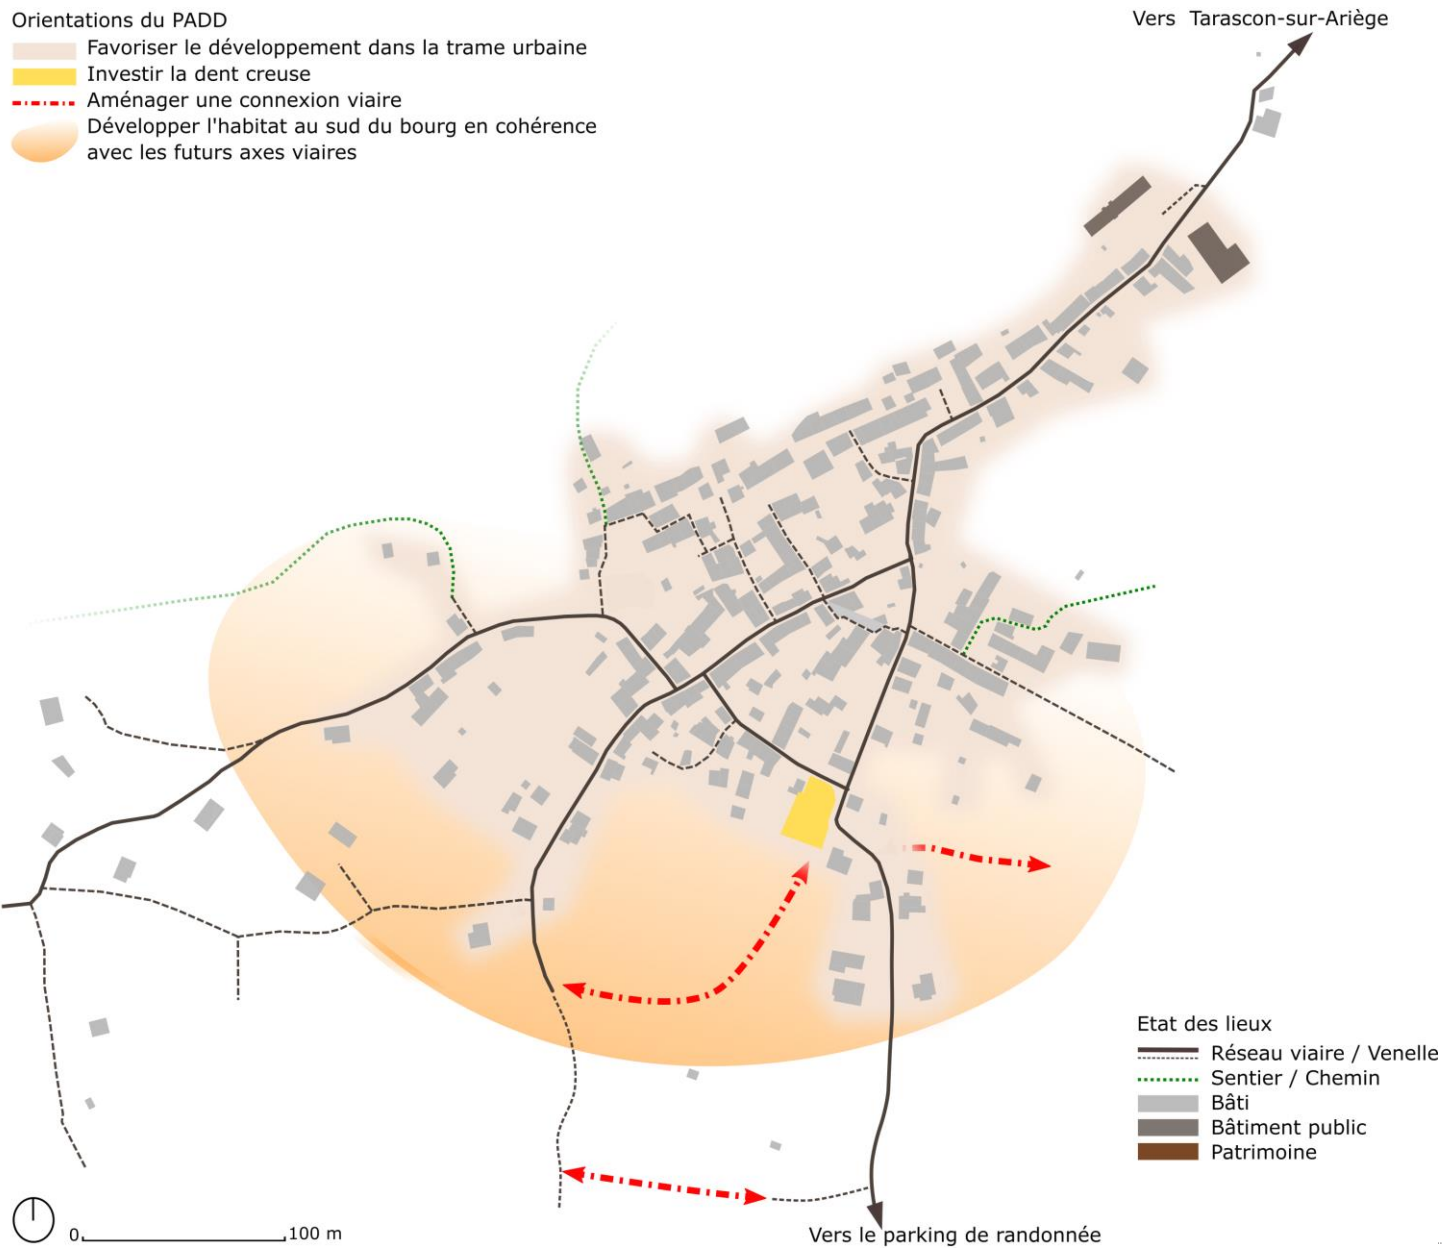 Orientations du PADD
Favoriser le développement dans la trame urbaine
Investir la dent creuse
Aménager une connexion viaire
Développer l'habitat au sud du bourg en cohérence
avec les futurs axes viaires
Vers Tarascon-sur-Ariège
Etat des lieux
Réseau viaire / Venelle
Sentier / Chemin
Bâti
Bâtiment public
Patrimoine
0 100 m
Vers le parking de randonnée